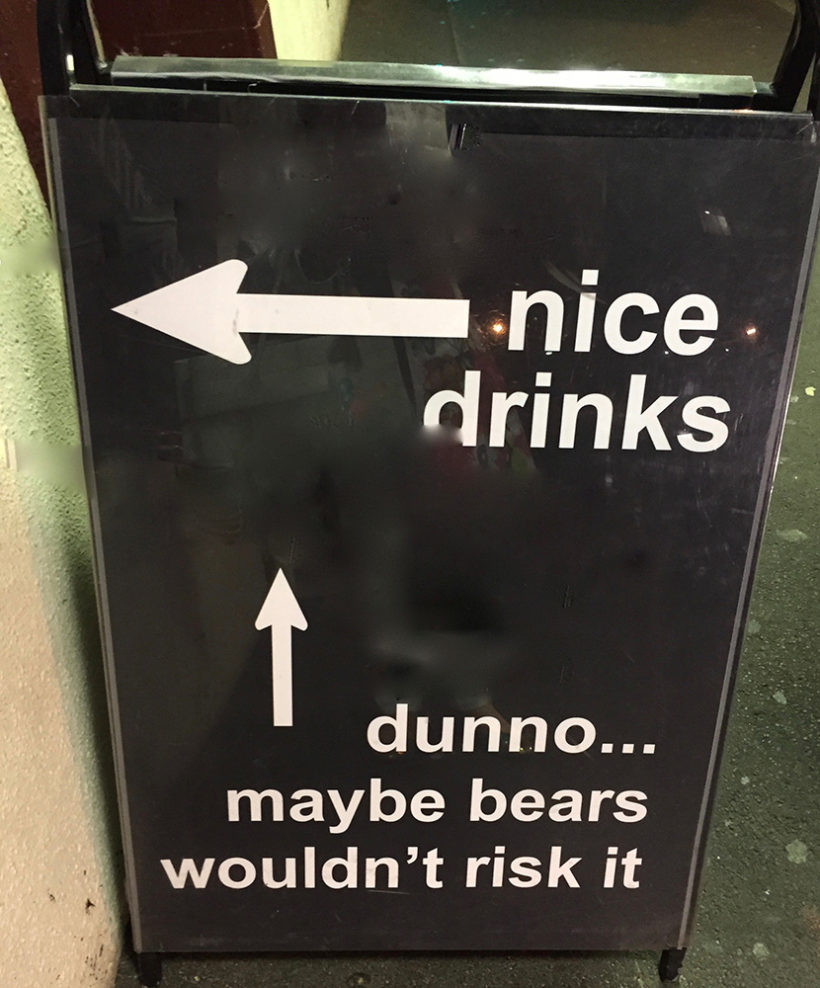 nice
drinks
dunno...
maybe bears
wouldn't risk it